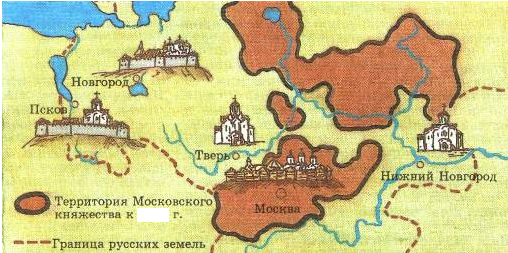 Новгород
Псков
Тверь
Нижний Новгород
Москва
Территория Московского
княжества к г.
Граница русских земель